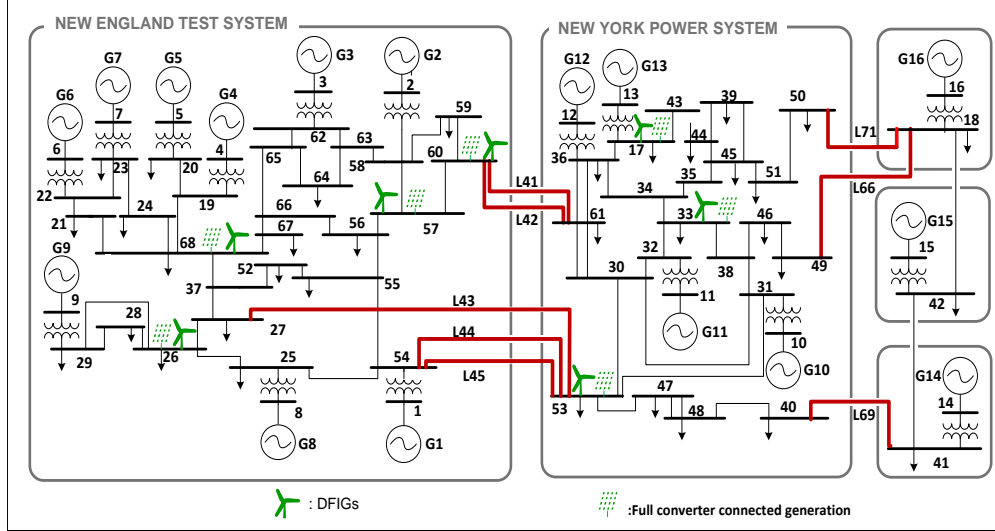 NEW ENGLAND TEST SYSTEM
NEW YORK POWER SYSTEM
G7 G5 G3 G2 G12 G13 G16
G6 G4
7 5 3 2 59 12 13 43 39 50 16
L71 18
6 4 62 63 60 36 17 44
23 20 65 58 45 L66
22 64 L41 35 51
24 19 34 G15
21 66 56 57 L42 61 33 46
G9 68 67 15
52 32 38 49
37 55 30 31 42
9 L43 11
28 27 L44 G11 10
29 26 25 54 G10 G14
L45 47 14
8 1 53 48 40 L69
G8 G1 41
: DFIGs
:Full converter connected generation